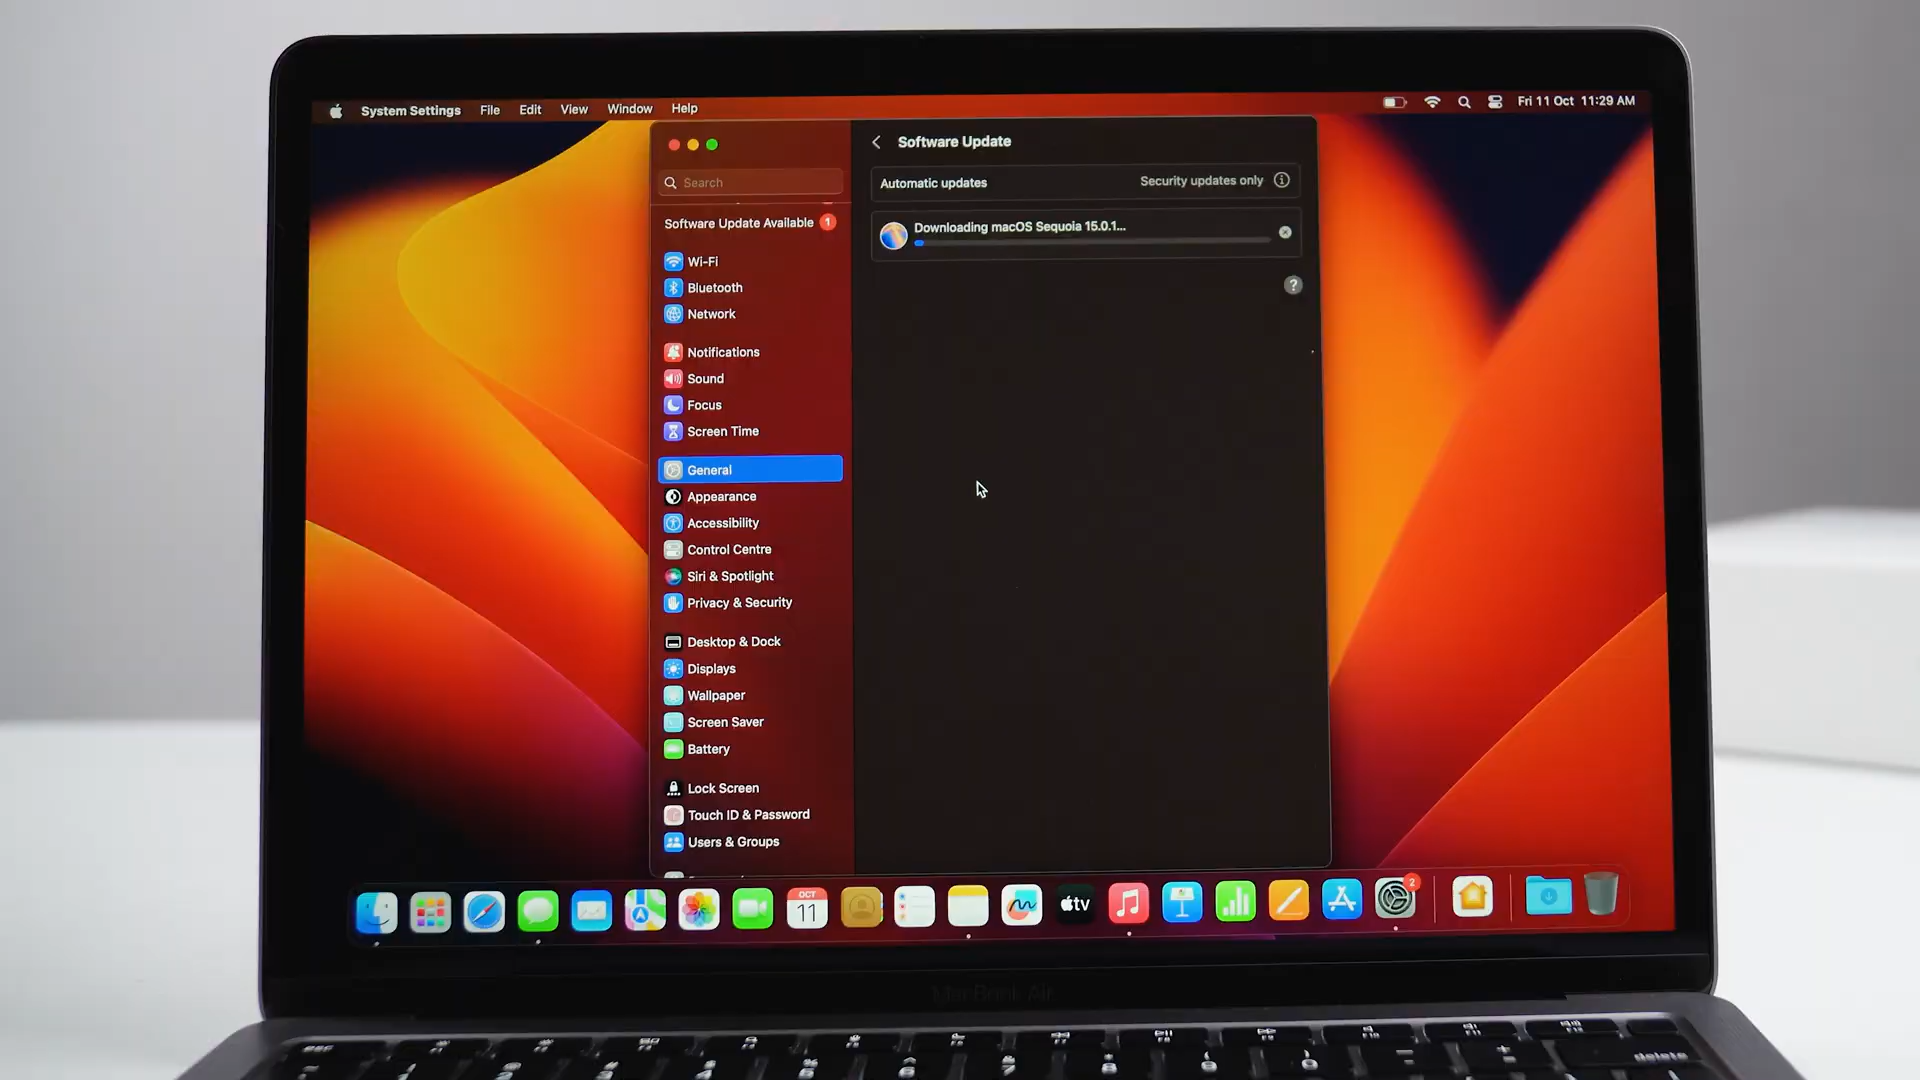 System Settings File Edit View Window Help
Fri 11 Oct 11:29 AM
Search
Software Update Available 1
Wi-Fi
Bluetooth
Network
Notifications
Sound
Focus
Screen Time
General
Appearance
Accessibility
Control Centre
Siri & Spotlight
Privacy & Security
Desktop & Dock
Displays
Wallpaper
Screen Saver
Battery
Lock Screen
Touch ID & Password
Users & Groups
Software Update
Automatic updates Security updates only
Downloading macOS Sequoia 15.0.1...
?
OCT
11
tv
2
MacBook Air
delete